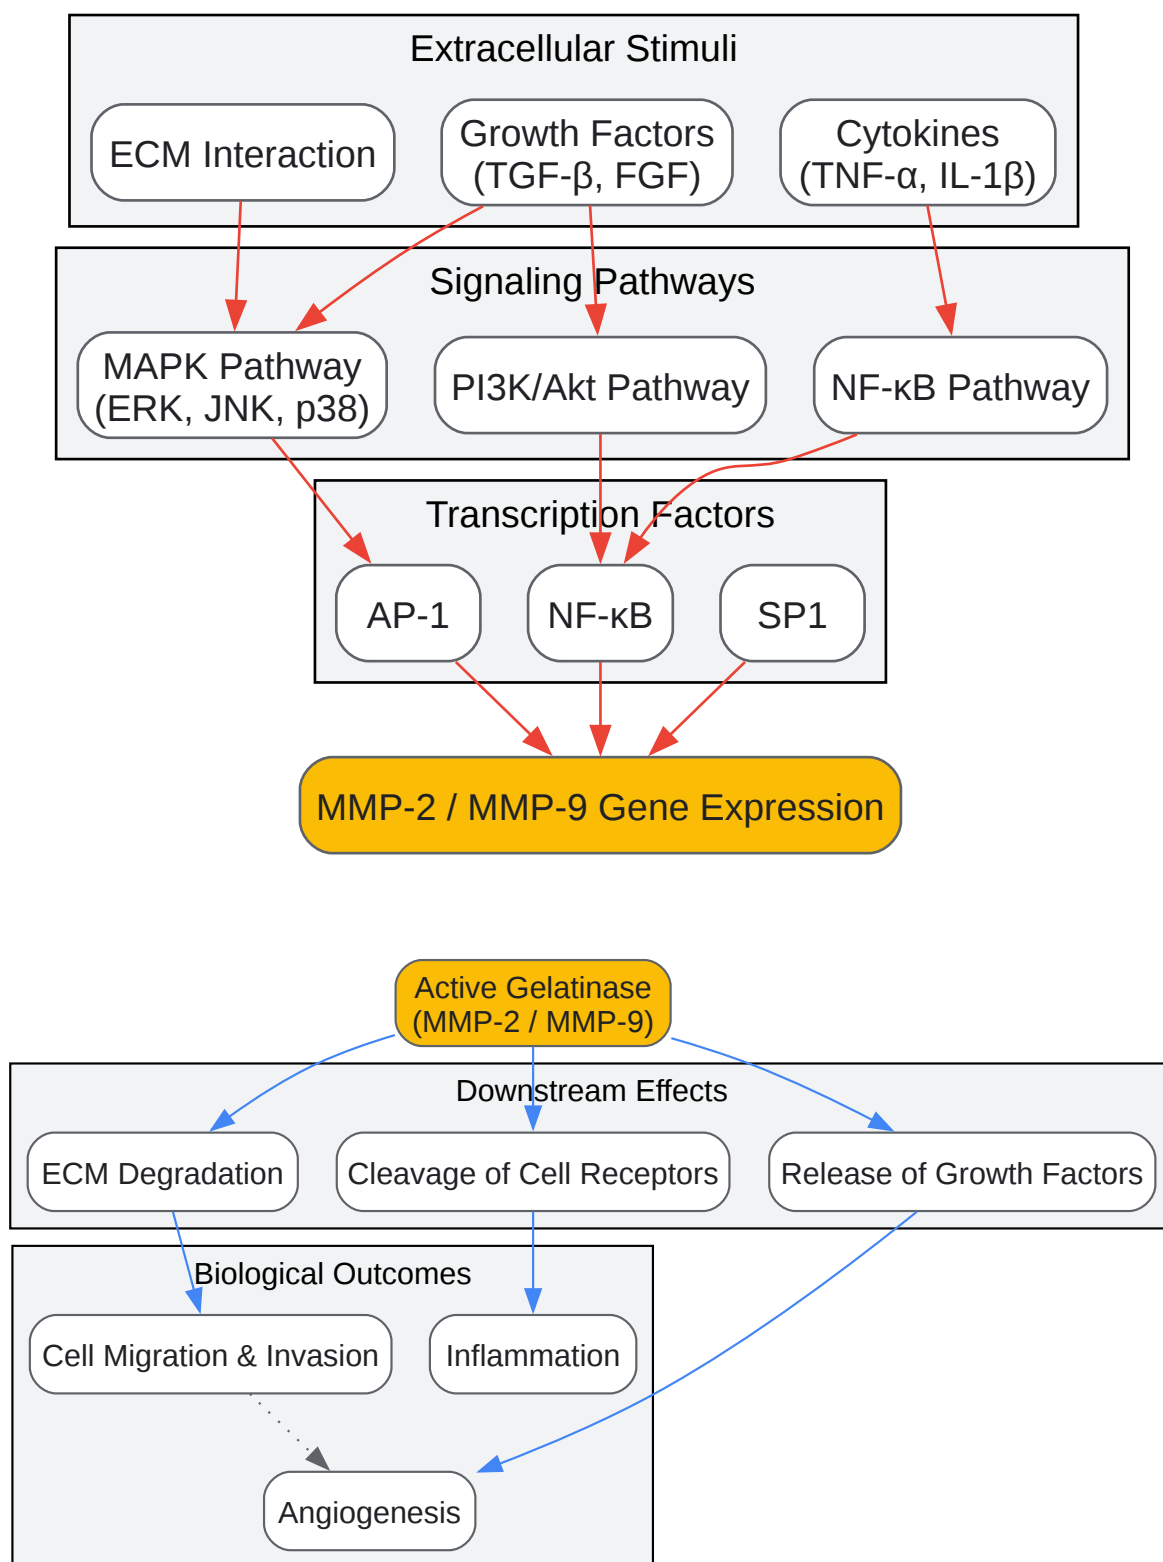 Extracellular Stimuli
ECM Interaction
Growth Factors
(TGF-β, FGF)
Cytokines
(TNF-α, IL-1β)
Signaling Pathways
MAPK Pathway
(ERK, JNK, p38)
PI3K/Akt Pathway
NF-κB Pathway
Transcription Factors
AP-1
NF-κB
SP1
MMP-2 / MMP-9 Gene Expression
Active Gelatinase
(MMP-2 / MMP-9)
Downstream Effects
ECM Degradation
Cleavage of Cell Receptors
Release of Growth Factors
Biological Outcomes
Cell Migration & Invasion
Inflammation
Angiogenesis